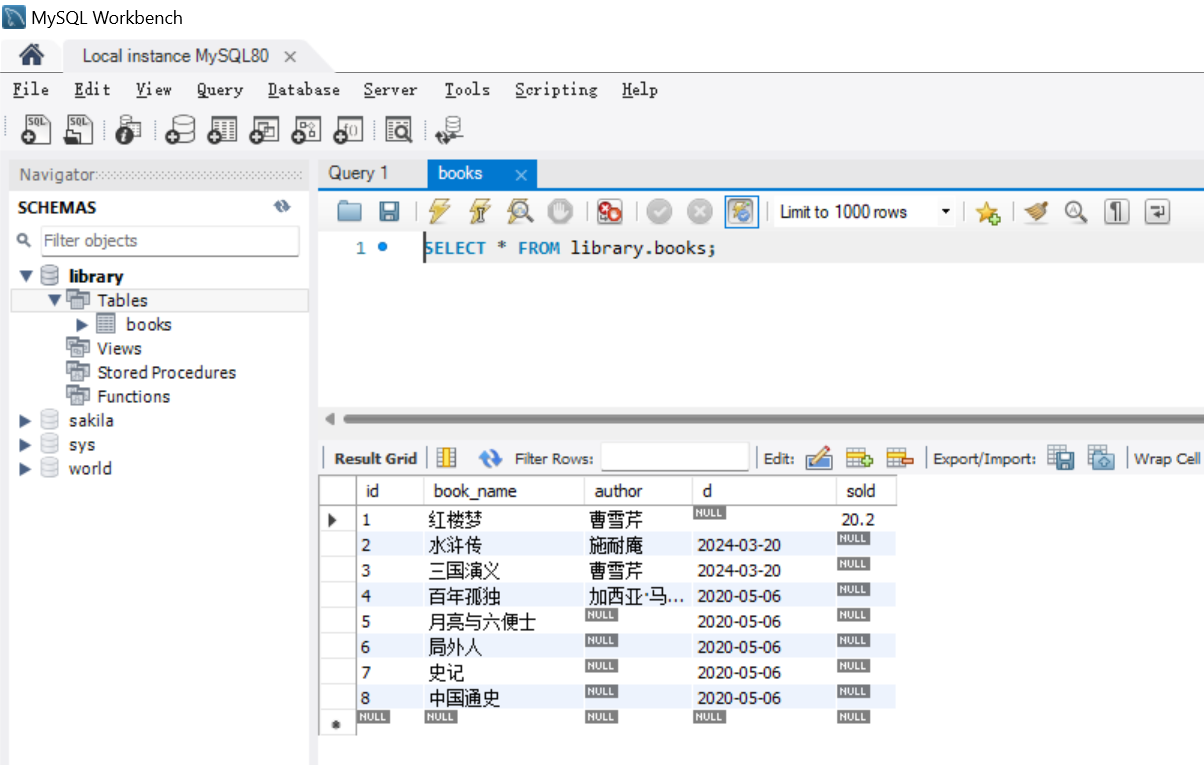 MySQL Workbench
Local instance MySQL80
File Edit View Query Database Server Tools Scripting Help
Navigator
SCHEMAS
Filter objects
library
Tables
books
Views
Stored Procedures
Functions
sakila
sys
world
Query 1 books
Limit to 1000 rows
1 SELECT * FROM library.books;
Result Grid Filter Rows: Edit: Export/Import: Wrap Cell
id book_name author d sold
1 红楼梦 曹雪芹 NULL 20.2
2 水浒传 施耐庵 2024-03-20 NULL
3 三国演义 曹雪芹 2024-03-20 NULL
4 百年孤独 加西亚·马... 2020-05-06 NULL
5 月亮与六便士 NULL 2020-05-06 NULL
6 局外人 NULL 2020-05-06 NULL
7 史记 NULL 2020-05-06 NULL
8 中国通史 NULL 2020-05-06 NULL
NULL NULL NULL NULL NULL